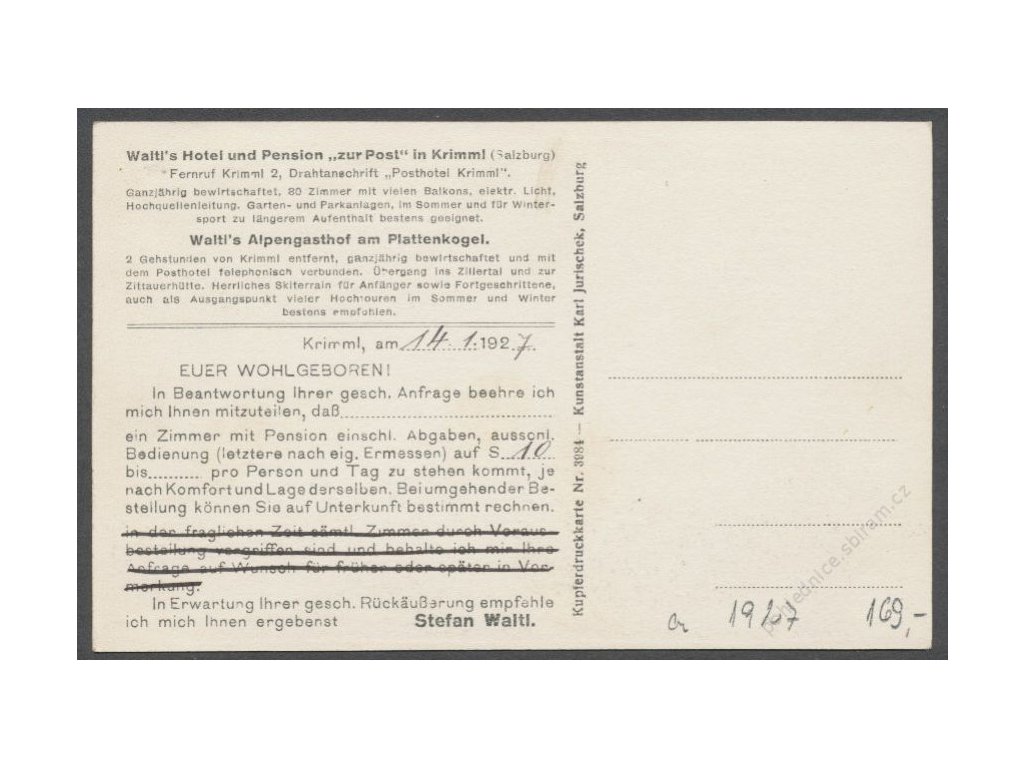 Waltl's Hotel und Pension „zur Post“ in Krimml (Salzburg)
Fernruf Krimml 2, Drahtanschrift „Posthotel Krimml“.
Ganzjährig bewirtschaftet, 80 Zimmer mit vielen Balkons, elektr. Licht,
Hochquellenleitung. Garten- und Parkanlagen, im Sommer und für Winter-
sport zu längerem Aufenthalt bestens geeignet.
Waltl's Alpengasthof am Plattenkogel.
2 Gehstunden von Krimml entfernt, ganzjährig bewirtschaftet und mit
dem Posthotel telephonisch verbunden. Übergang ins Zillertal und zur
Zittauerhütte. Herrliches Skiterrain für Anfänger sowie Fortgeschrittene,
auch als Ausgangspunkt vieler Hochtouren im Sommer und Winter
bestens empfohlen.
Krimml, am 14.1.1927.
EUER WOHLGEBOREN!
In Beantwortung Ihrer gesch. Anfrage beehre ich
mich Ihnen mitzuteilen, daß
ein Zimmer mit Pension einschl. Abgaben, ausschl.
Bedienung (letztere nach eig. Ermessen) auf S 10
bis pro Person und Tag zu stehen kommt, je
nach Komfort und Lage derselben. Bei umgehender Be-
stellung können Sie auf Unterkunft bestimmt rechnen.
in der fraglichen Zeit sämtl. Zimmer durch Voraus-
bestellung vergriffen sind und behalte ich mir Ihre
Anfrage auf Wunsch für früher oder später in Vor-
merkung.
In Erwartung Ihrer gesch. Rückäußerung empfehle
ich mich Ihnen ergebenst Stefan Waltl.
Kupferdruckkarte Nr. 3984 — Kunstanstalt Karl Jurischek, Salzburg
19/67 169,-
pohlednice.sbiram.cz